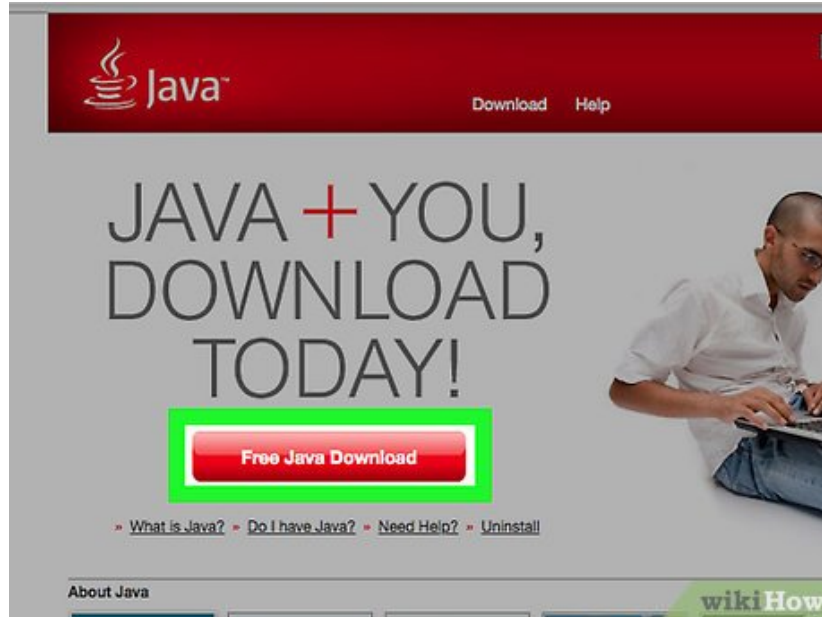 Java™
Download Help
JAVA + YOU,
DOWNLOAD
TODAY!
Free Java Download
» What is Java? » Do I have Java? » Need Help? » Uninstall
About Java
wikiHow